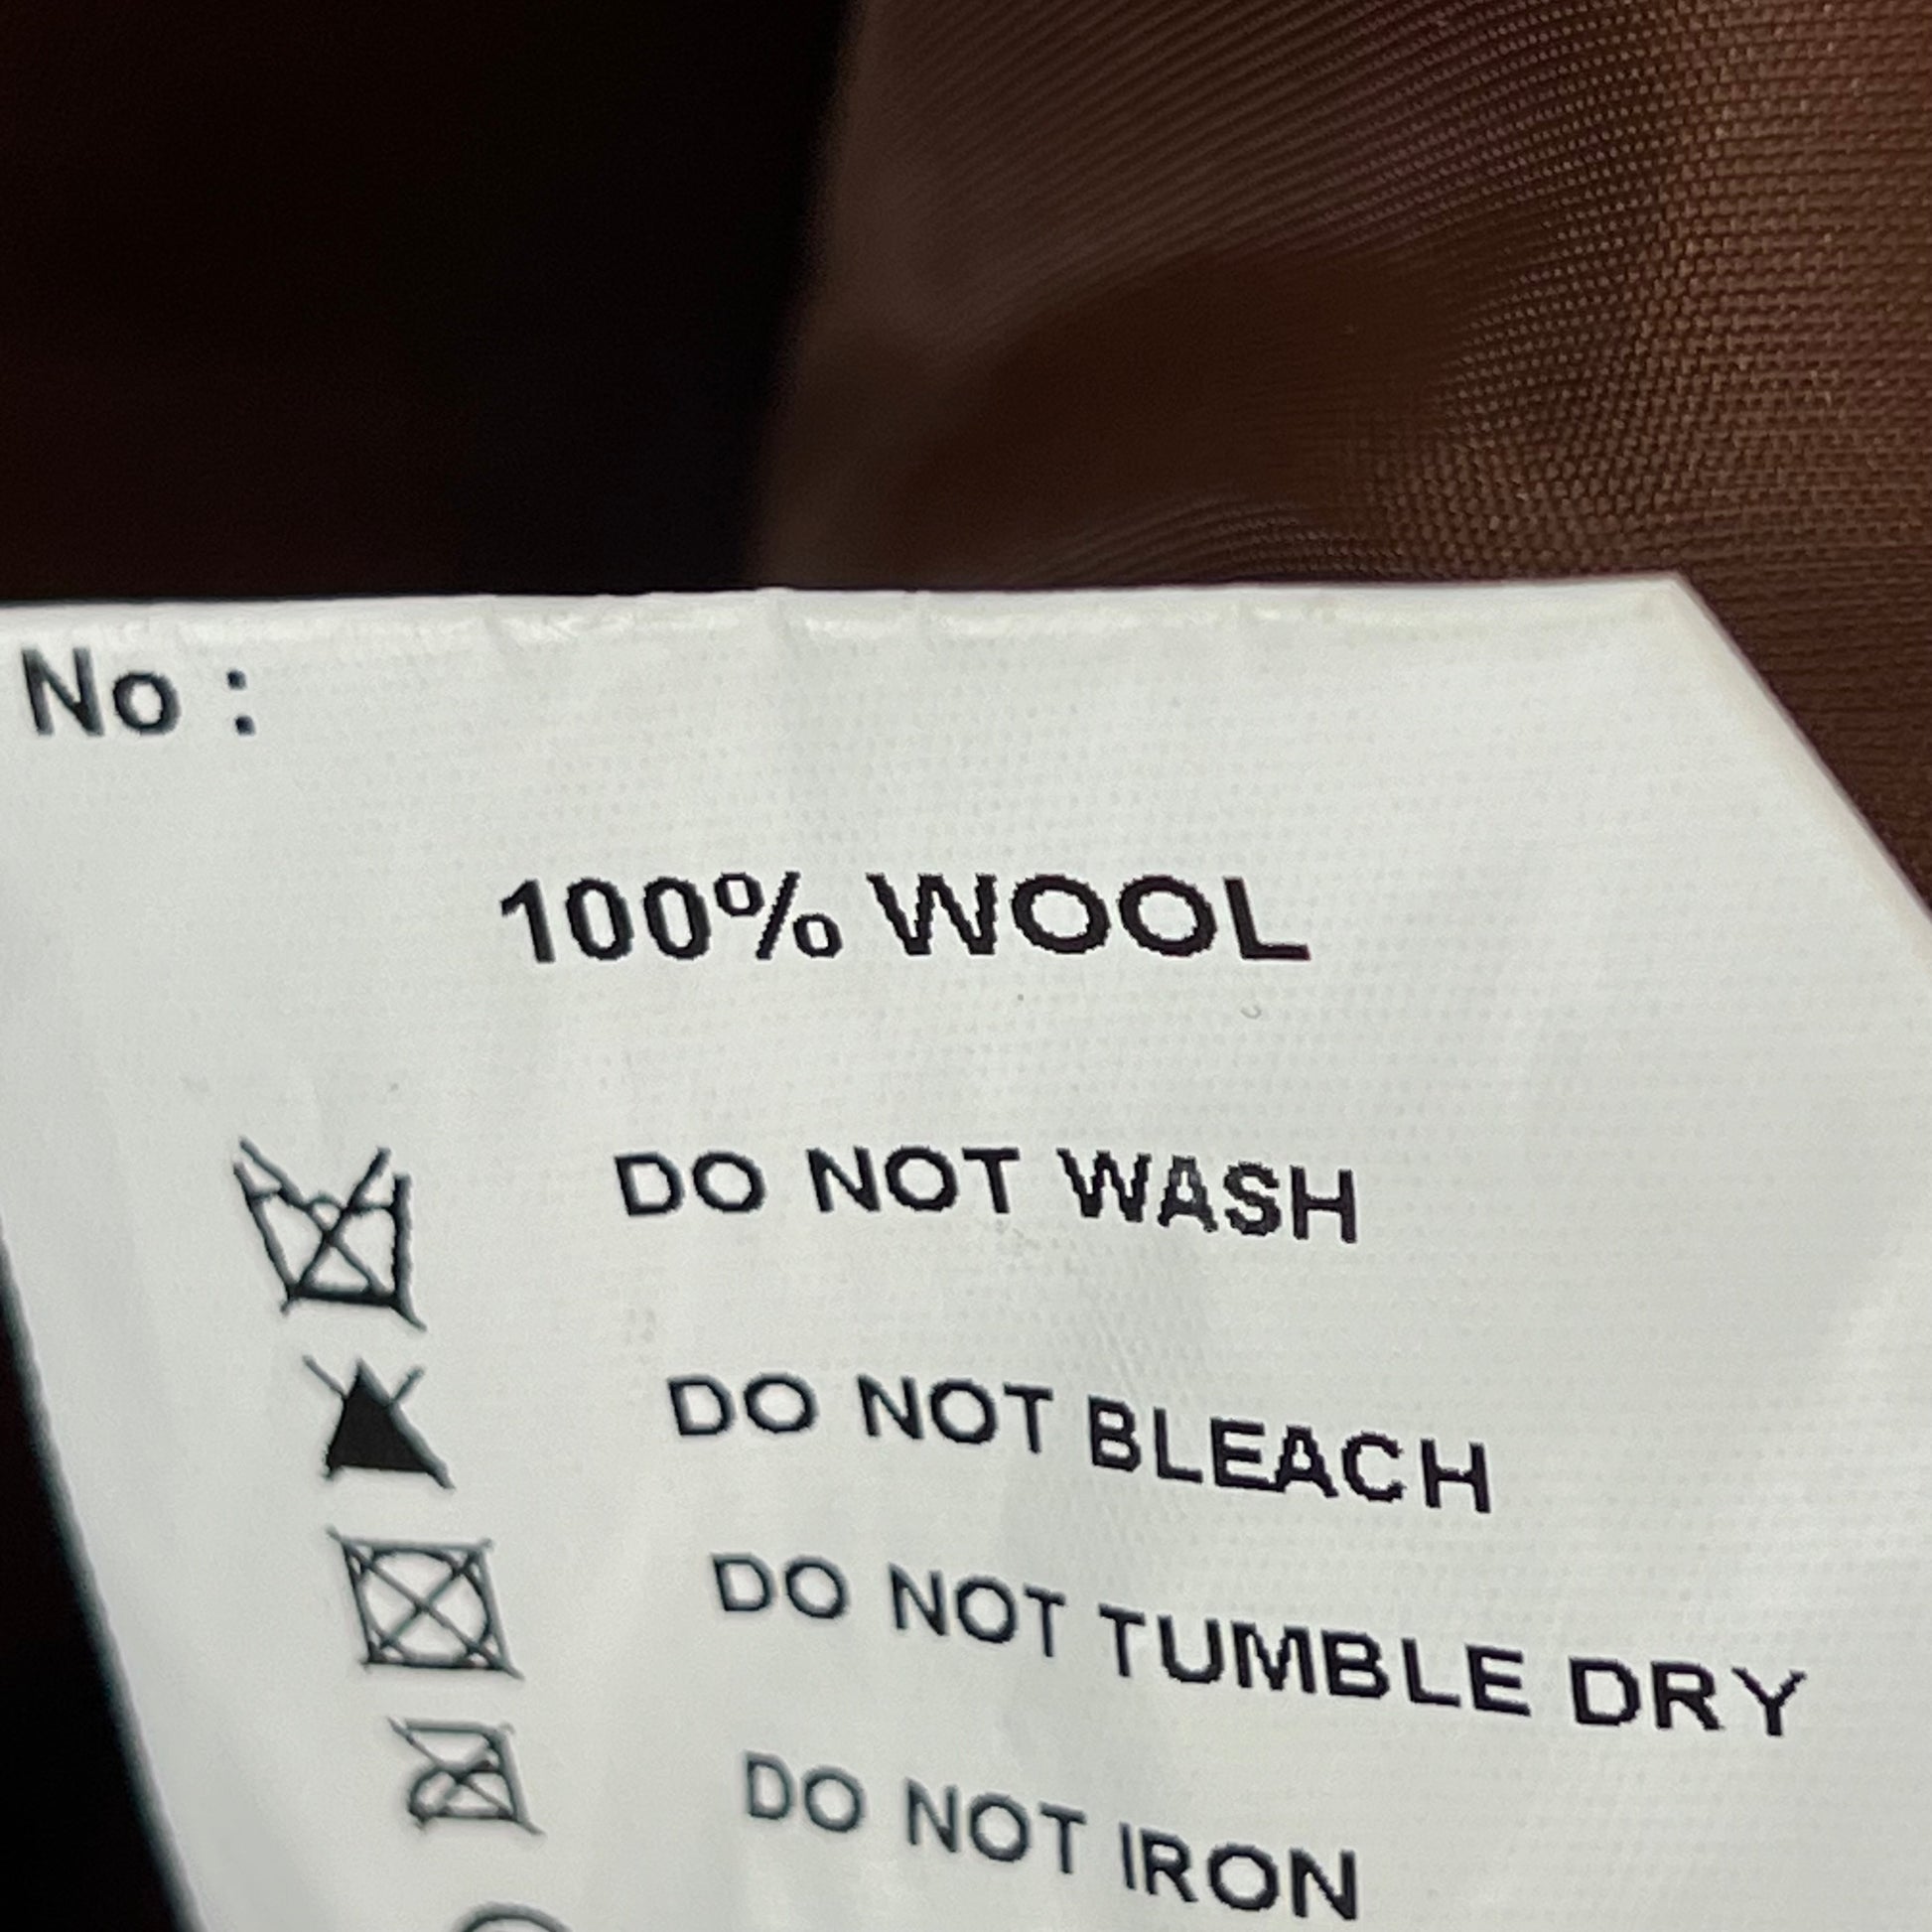 No :
100% WOOL
DO NOT WASH
DO NOT BLEACH
DO NOT TUMBLE DRY
DO NOT IRON